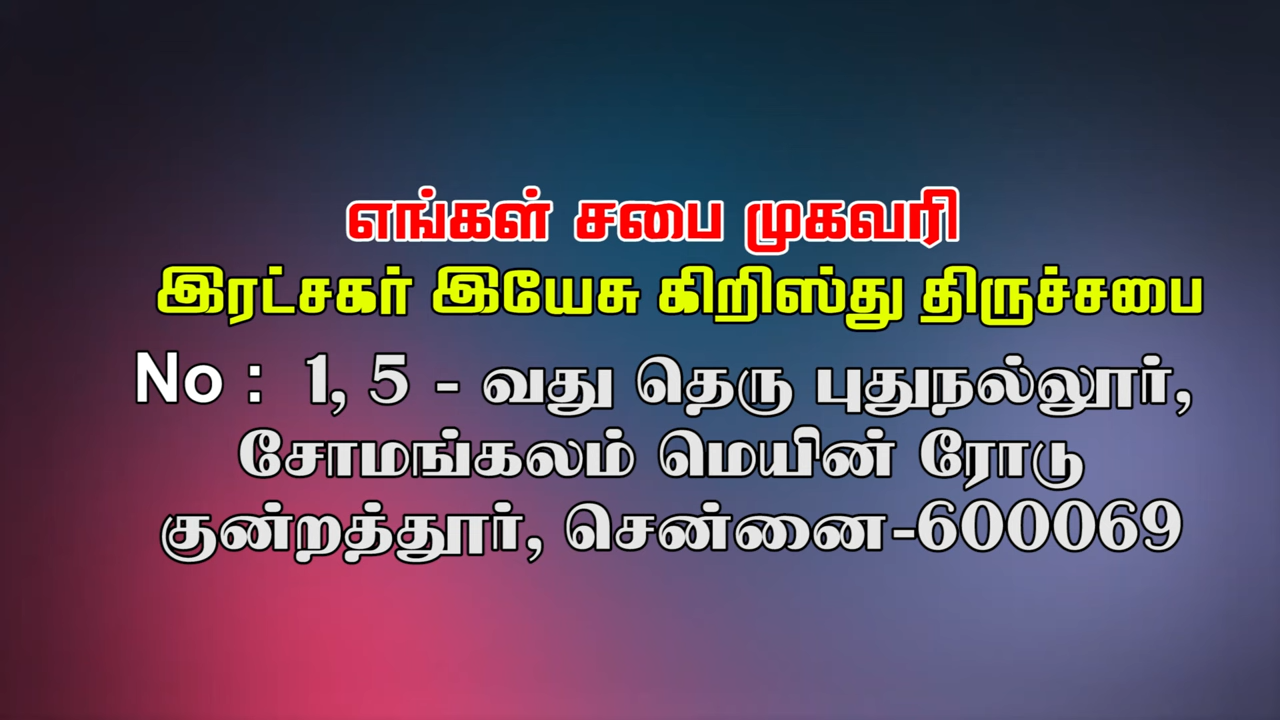 எங்கள் சபை முகவரி
இரட்சகர் இயேசு கிறிஸ்து திருச்சபை
No : 1, 5 - வது தெரு புதுநல்லூர்,
சோமங்கலம் மெயின் ரோடு
குன்றத்தூர், சென்னை-600069